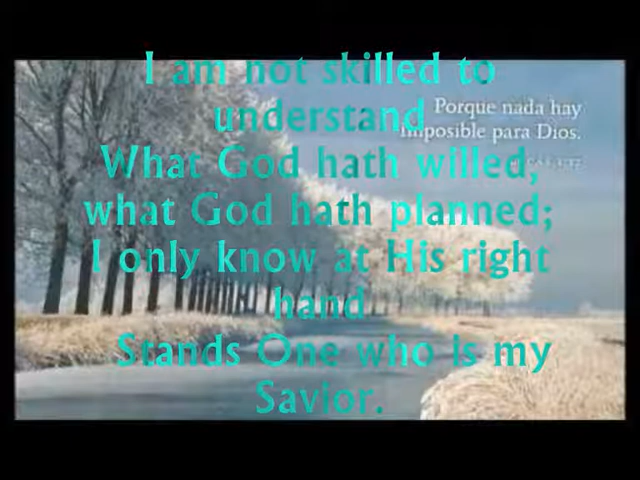 I am not skilled to
understand
What God hath willed,
what God hath planned;
I only know at His right
hand
Stands One who is my
Savior.
Porque nada hay
imposible para Dios.